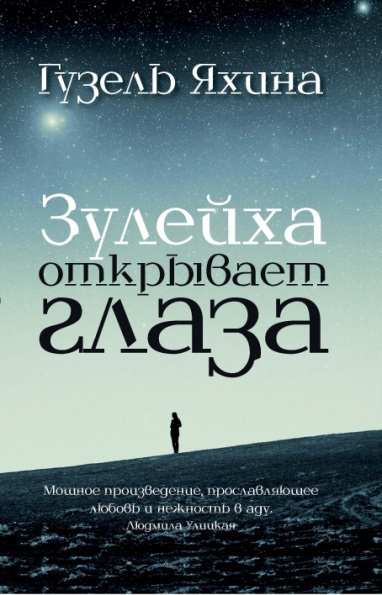 Гузель Яхина
Зулейха
открывает
глаза
Мощное произведение, прославляющее
любовь и нежность в аду.
Людмила Улицкая